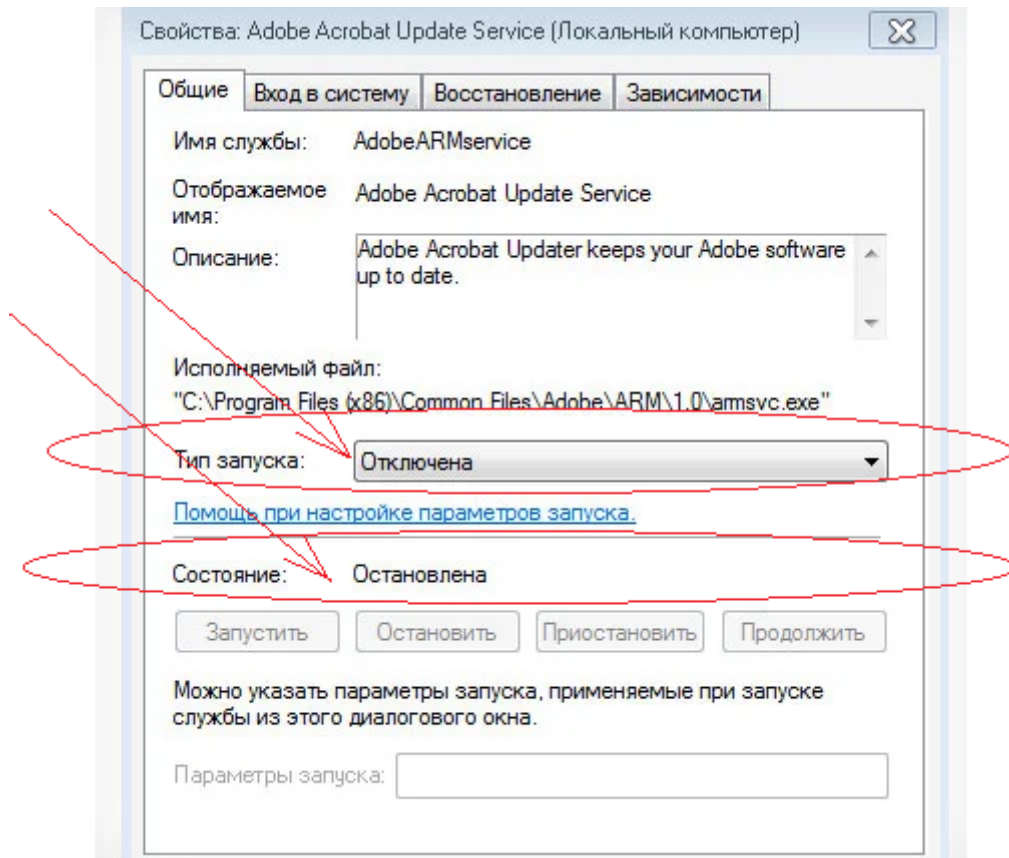 Свойства: Adobe Acrobat Update Service (Локальный компьютер)
Общие Вход в систему Восстановление Зависимости
Имя службы: AdobeARMservice
Отображаемое имя: Adobe Acrobat Update Service
Описание: Adobe Acrobat Updater keeps your Adobe software
up to date.
Исполняемый файл:
"C:\Program Files (x86)\Common Files\Adobe\ARM\1.0\armsvc.exe"
Тип запуска: Отключена
Помощь при настройке параметров запуска.
Состояние: Остановлена
Запустить Остановить Приостановить Продолжить
Можно указать параметры запуска, применяемые при запуске
службы из этого диалогового окна.
Параметры запуска: